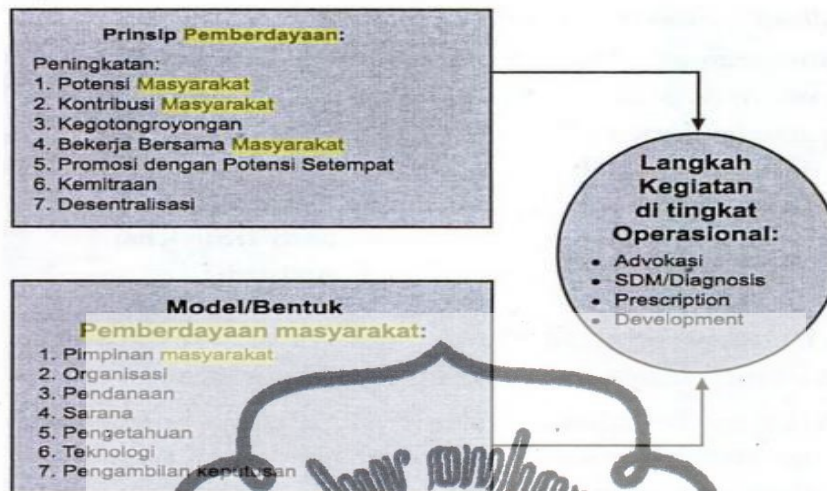 Prinsip Pemberdayaan:
Peningkatan:
1. Potensi Masyarakat
2. Kontribusi Masyarakat
3. Kegotongroyongan
4. Bekerja Bersama Masyarakat
5. Promosi dengan Potensi Setempat
6. Kemitraan
7. Desentralisasi
Langkah
Kegiatan
di tingkat
Operasional:
• Advokasi
• SDM/Diagnosis
• Prescription
• Development
Model/Bentuk
Pemberdayaan masyarakat:
1. Pimpinan masyarakat
2. Organisasi
3. Pendanaan
4. Sarana
5. Pengetahuan
6. Teknologi
7. Pengambilan keputusan